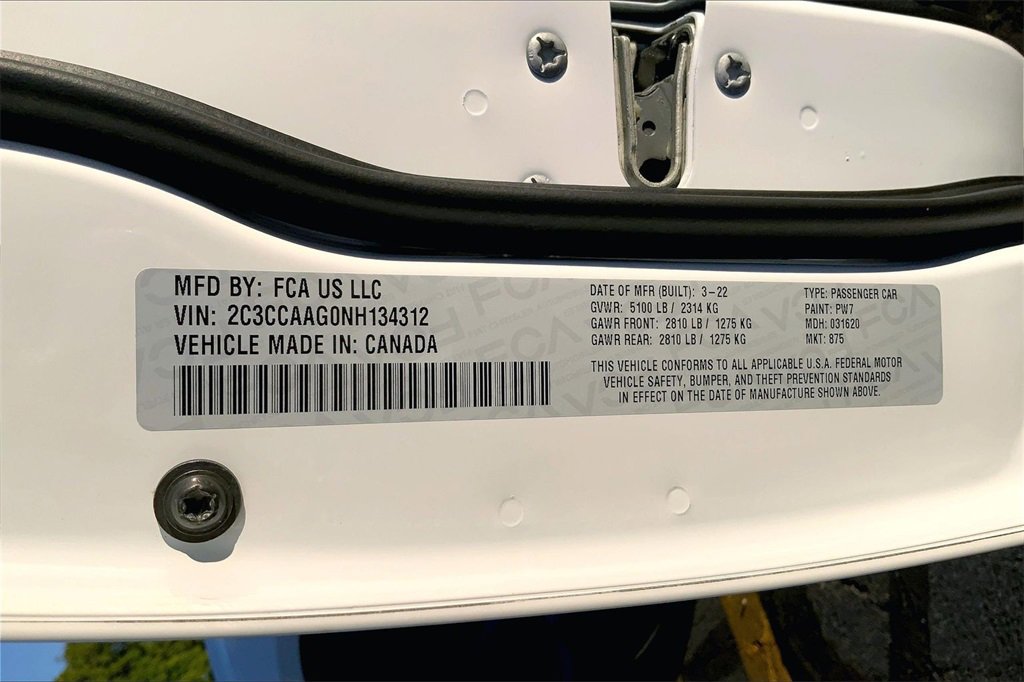 MFD BY: FCA US LLC
VIN: 2C3CCAAG0NH134312
VEHICLE MADE IN: CANADA
DATE OF MFR (BUILT): 3-22
GVWR: 5100 LB / 2314 KG
GAWR FRONT: 2810 LB / 1275 KG
GAWR REAR: 2810 LB / 1275 KG
TYPE: PASSENGER CAR
PAINT: PW7
MDH: 031620
MKT: 875
THIS VEHICLE CONFORMS TO ALL APPLICABLE U.S.A. FEDERAL MOTOR
VEHICLE SAFETY, BUMPER, AND THEFT PREVENTION STANDARDS
IN EFFECT ON THE DATE OF MANUFACTURE SHOWN ABOVE.